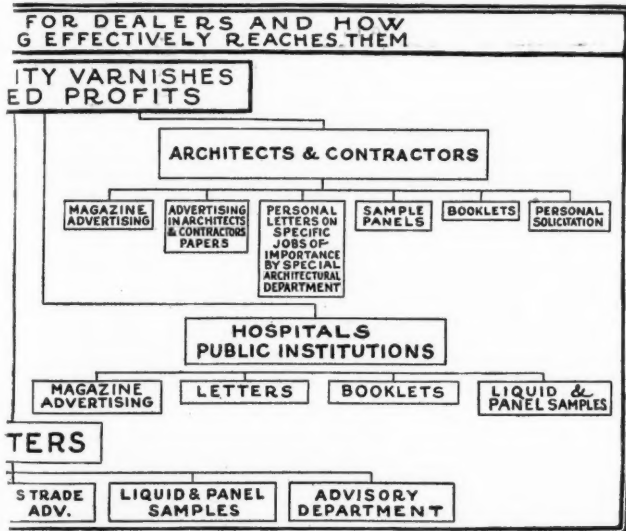 FOR DEALERS AND HOW
G EFFECTIVELY REACHES THEM
ITY VARNISHES
ED PROFITS
ARCHITECTS & CONTRACTORS
MAGAZINE
ADVERTISING
ADVERTISING
IN ARCHITECTS
& CONTRACTORS
PAPERS
PERSONAL
LETTERS ON
SPECIFIC
JOBS OF
IMPORTANCE
BY SPECIAL
ARCHITECTURAL
DEPARTMENT
SAMPLE
PANELS
BOOKLETS
PERSONAL
SOLICITATION
HOSPITALS
PUBLIC INSTITUTIONS
MAGAZINE
ADVERTISING
LETTERS
BOOKLETS
LIQUID &
PANEL SAMPLES
TERS
S TRADE
ADV.
LIQUID & PANEL
SAMPLES
ADVISORY
DEPARTMENT